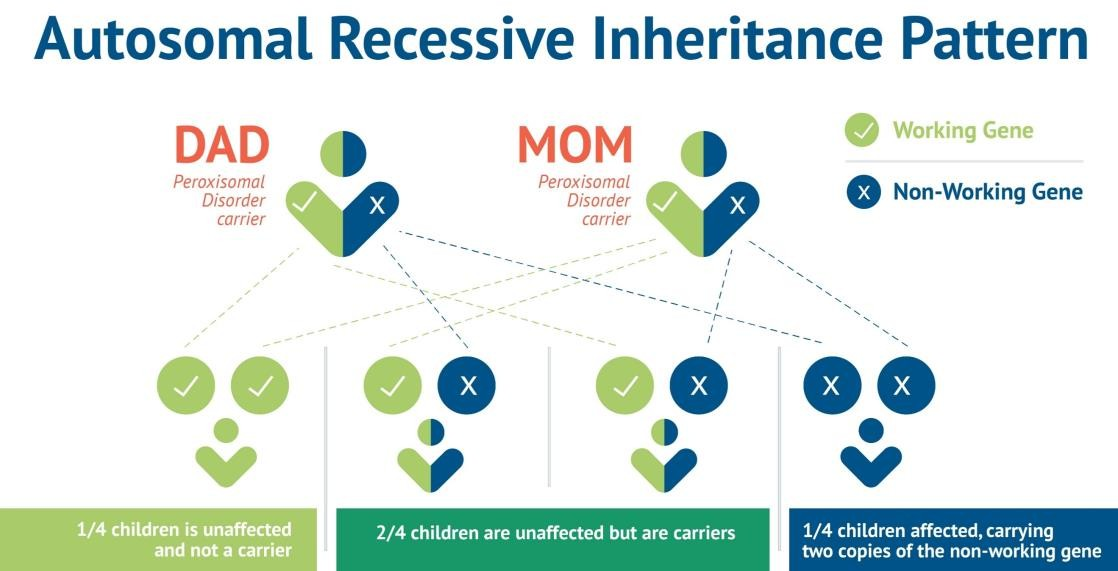 Autosomal Recessive Inheritance Pattern
DAD
Peroxisomal
Disorder
carrier
X
MOM
Peroxisomal
Disorder
carrier
X
Working Gene
X Non-Working Gene
X
X
X
X
1/4 children is unaffected
and not a carrier
2/4 children are unaffected but are carriers
1/4 children affected, carrying
two copies of the non-working gene